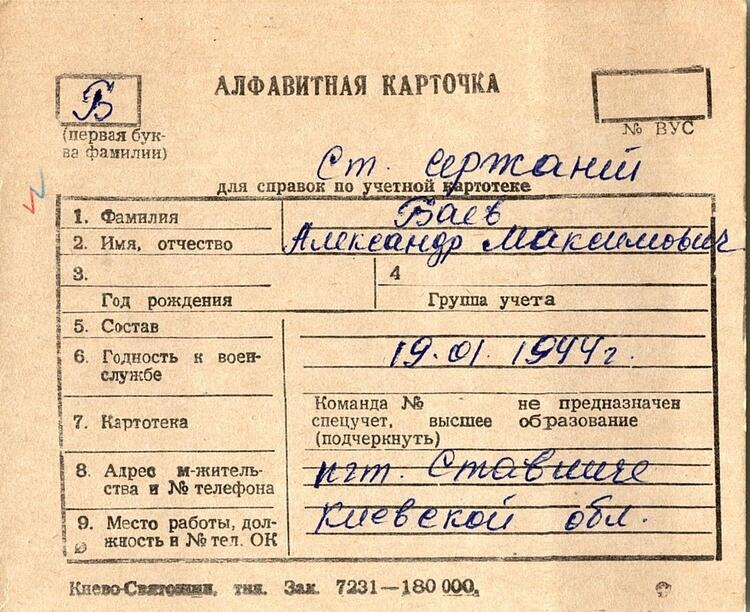 АЛФАВИТНАЯ КАРТОЧКА
Б
(первая бук-
ва фамилии)
№ ВУС
Ст. сержант
для справок по учетной картотеке
1. Фамилия Баев
2. Имя, отчество Александр Максимович
3. 4
Год рождения Группа учета
5. Состав
6. Годность к воен-
службе
19.01.1944г.
7. Картотека
Команда № не предназначен
спецучет, высшее образование
(подчеркнуть)
8. Адрес м-житель-
ства и № телефона
пгт. Ставище
Киевской обл.
9. Место работы, дол-
жность и № тел. ОК
Киево-Святошин, тип. Зак. 7231—180 000.